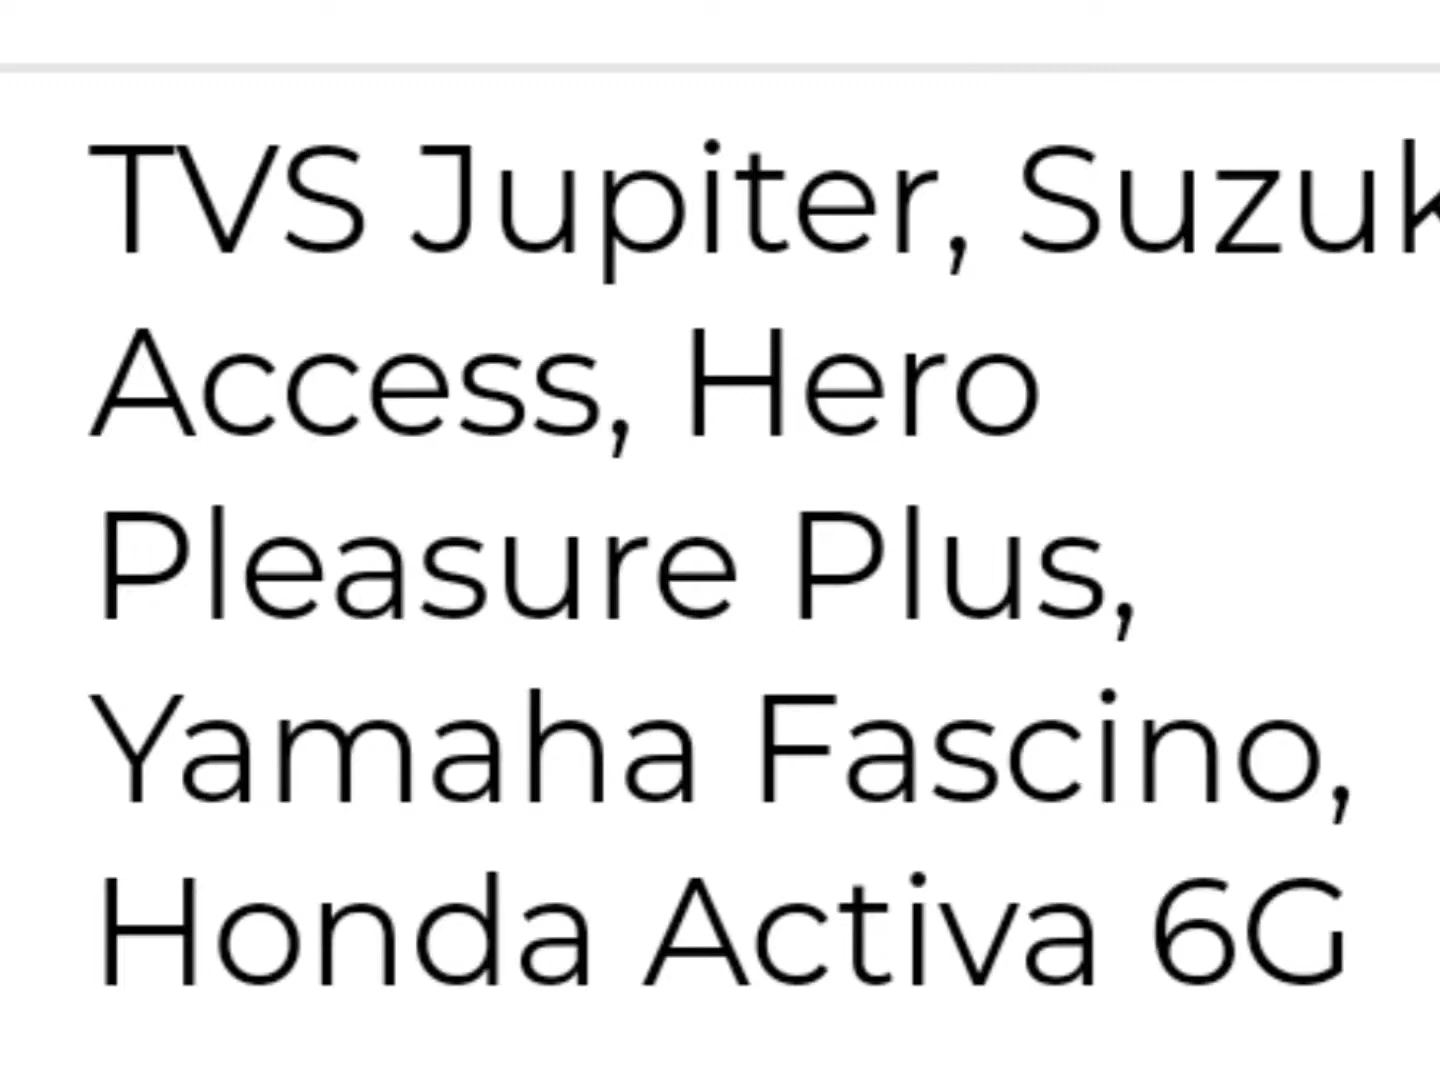 TVS Jupiter, Suzuk
Access, Hero
Pleasure Plus,
Yamaha Fascino,
Honda Activa 6G